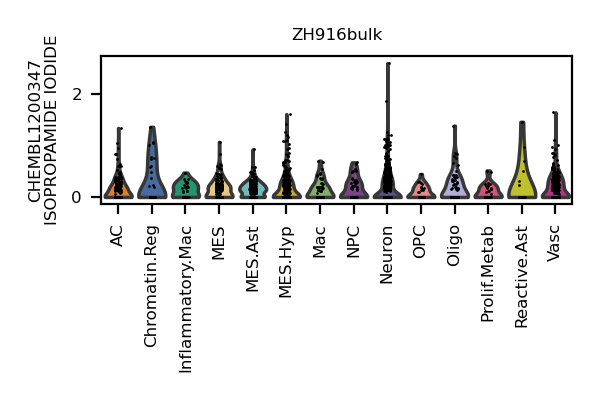 ZH916bulk
CHEMBL1200347
ISOPROPAMIDE IODIDE
2
0
AC
Chromatin.Reg
Inflammatory.Mac
MES
MES.Ast
MES.Hyp
Mac
NPC
Neuron
OPC
Oligo
Prolif.Metab
Reactive.Ast
Vasc